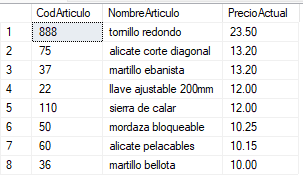 CodArticulo NombreArticulo PrecioActual
1 888 tornillo redondo 23.50
2 75 alicate corte diagonal 13.20
3 37 martillo ebanista 13.20
4 22 llave ajustable 200mm 12.00
5 110 sierra de calar 12.00
6 50 mordaza bloqueable 10.25
7 60 alicate pelacables 10.15
8 36 martillo bellota 10.00